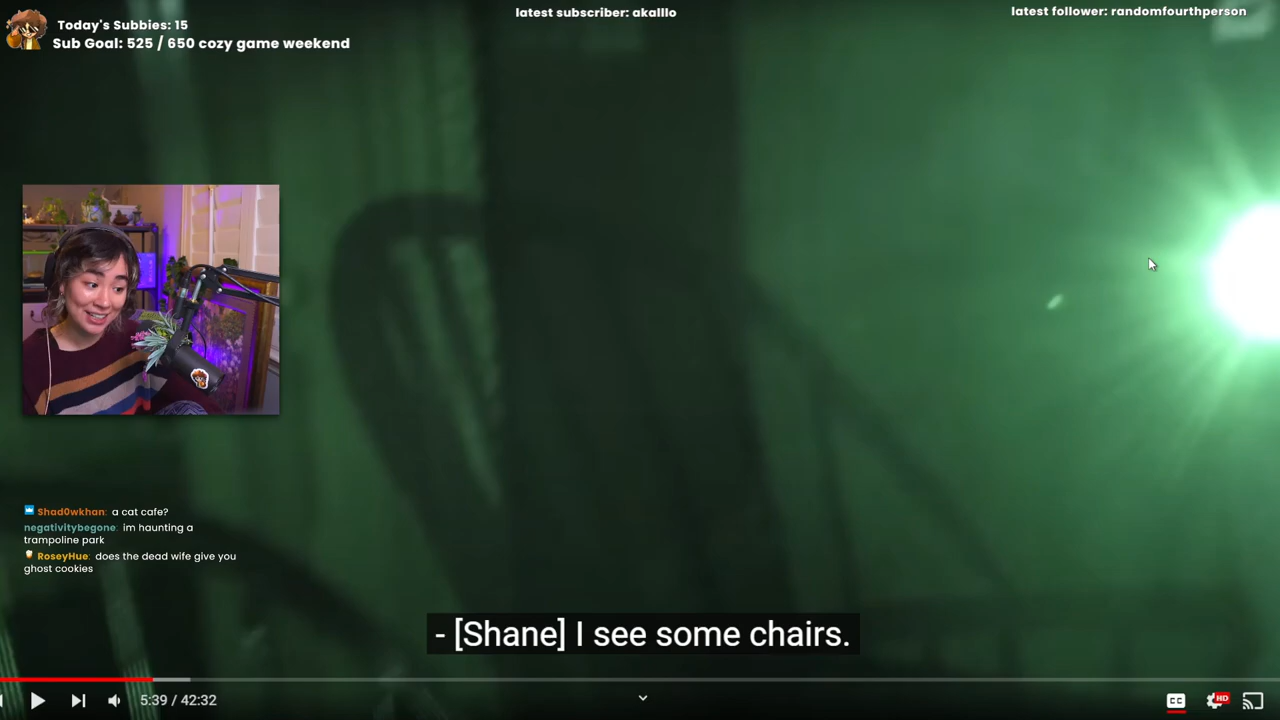 Today's Subbies: 15
Sub Goal: 525 / 650 cozy game weekend
latest subscriber: akalllo
latest follower: randomfourthperson
Shad0wkhan: a cat cafe?
negativitybegone: im haunting a
trampoline park
RoseyHue: does the dead wife give you
ghost cookies
- [Shane] I see some chairs.
5:39 / 42:32
CC
HD